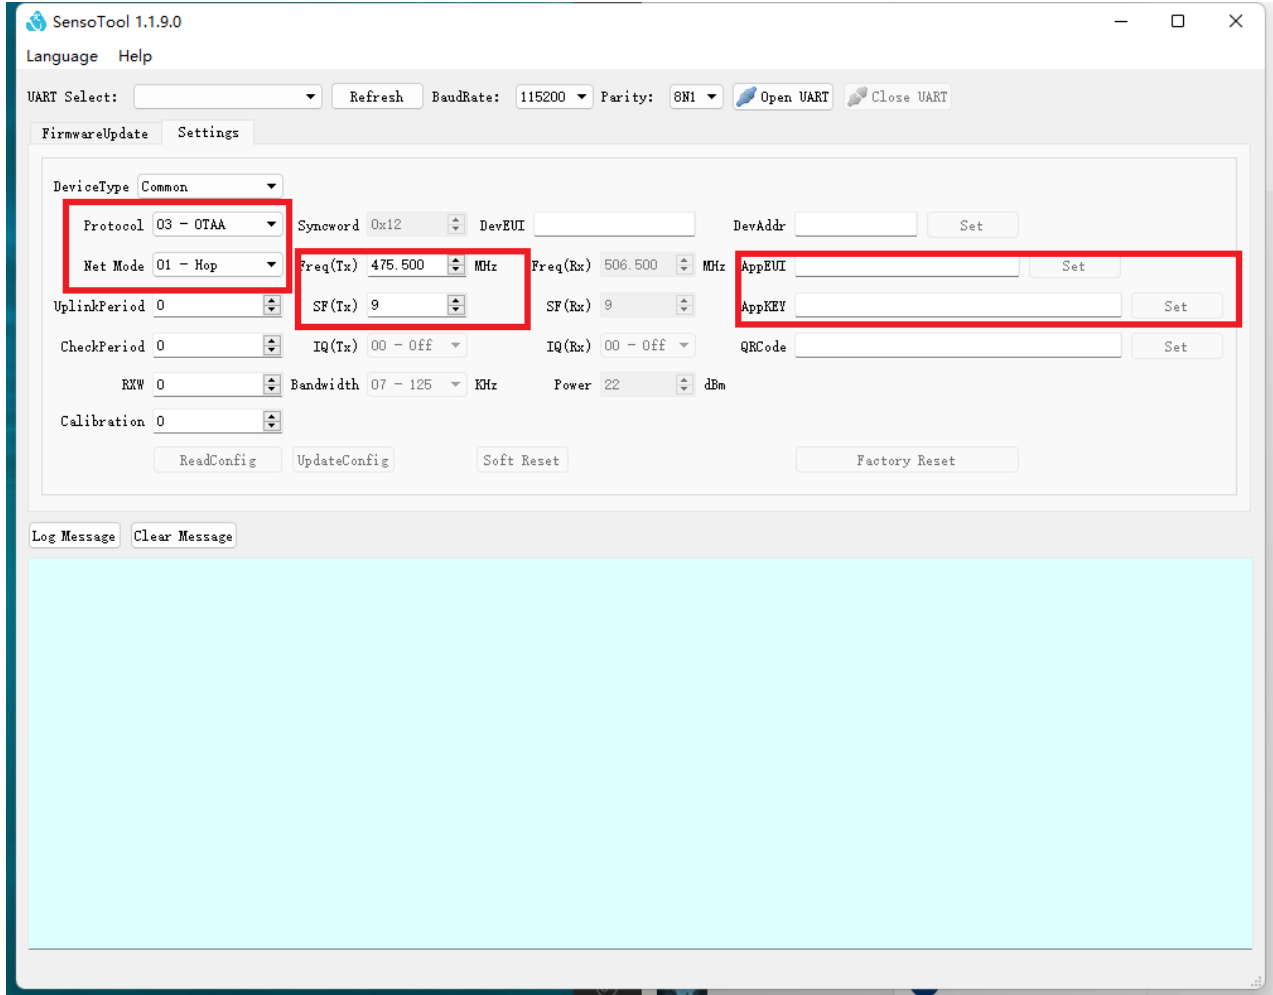 SensoTool 1.1.9.0
Language Help
UART Select: Refresh BaudRate: 115200 Parity: 8N1 Open UART Close UART
FirmwareUpdate Settings
DeviceType Common
Protocol 03 - OTAA Syncword 0x12 DevEUI DevAddr Set
Net Mode 01 - Hop Freq(Tx) 475.500 MHz Freq(Rx) 506.500 MHz AppEUI Set
UplinkPeriod 0 SF(Tx) 9 SF(Rx) 9 AppKEY Set
CheckPeriod 0 IQ(Tx) 00 - Off IQ(Rx) 00 - Off QRCode Set
RXW 0 Bandwidth 07 - 125 KHz Power 22 dBm
Calibration 0
ReadConfig UpdateConfig Soft Reset Factory Reset
Log Message Clear Message